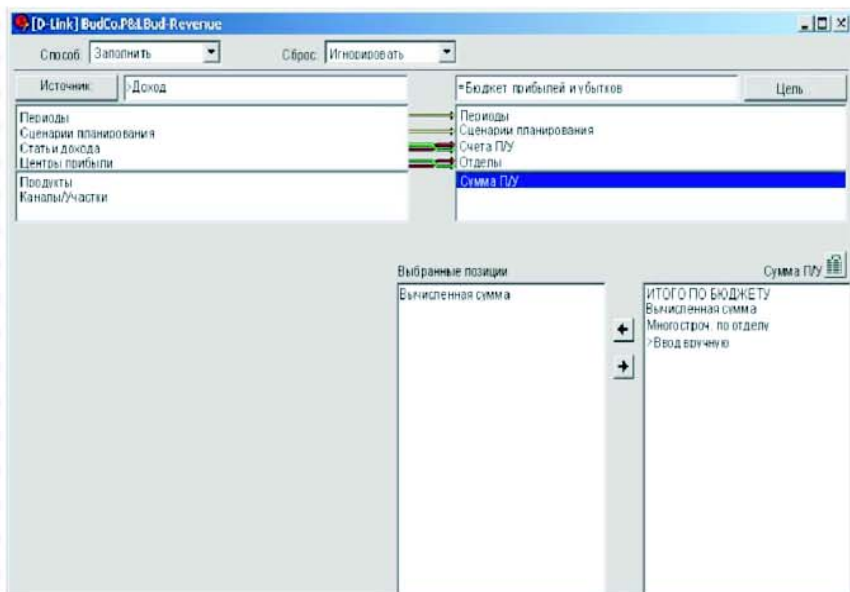 [D-Link] BudCo.P&LBud-Revenue
Способ: Заполнить Сброс: Игнорировать
Источник: >Доход =Бюджет прибылей и убытков Цель
Периоды Периоды
Сценарии планирования Сценарии планирования
Статьи дохода Счета П/У
Центры прибыли Отделы
Продукты Сумма П/У
Каналы/Участки
Выбранные позиции Сумма П/У
Вычисленная сумма ИТОГО ПО БЮДЖЕТУ
Вычисленная сумма
Многостроч. по отделу
>Ввод вручную